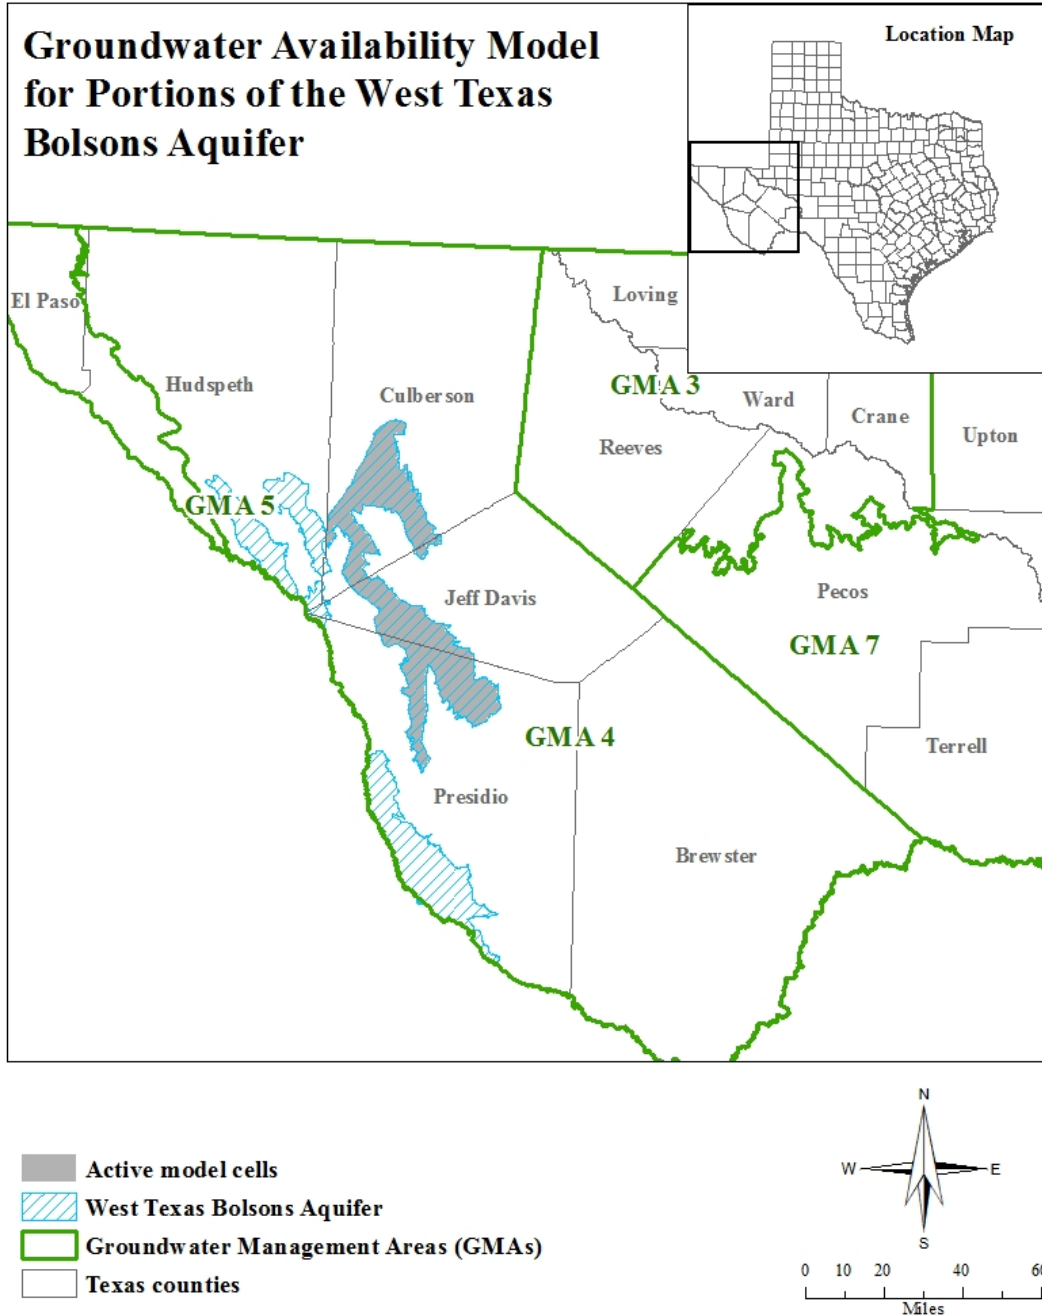 Groundwater Availability Model
for Portions of the West Texas
Bolsons Aquifer
Location Map
El Paso
Hudspeth
Culberson
Loving
GMA 3
Ward
Crane
Upton
Reeves
GMA 5
Jeff Davis
Pecos
GMA 7
GMA 4
Terrell
Presidio
Brewster
Active model cells
West Texas Bolsons Aquifer
Groundwater Management Areas (GMAs)
Texas counties
N
W
E
S
0 10 20 40
Miles